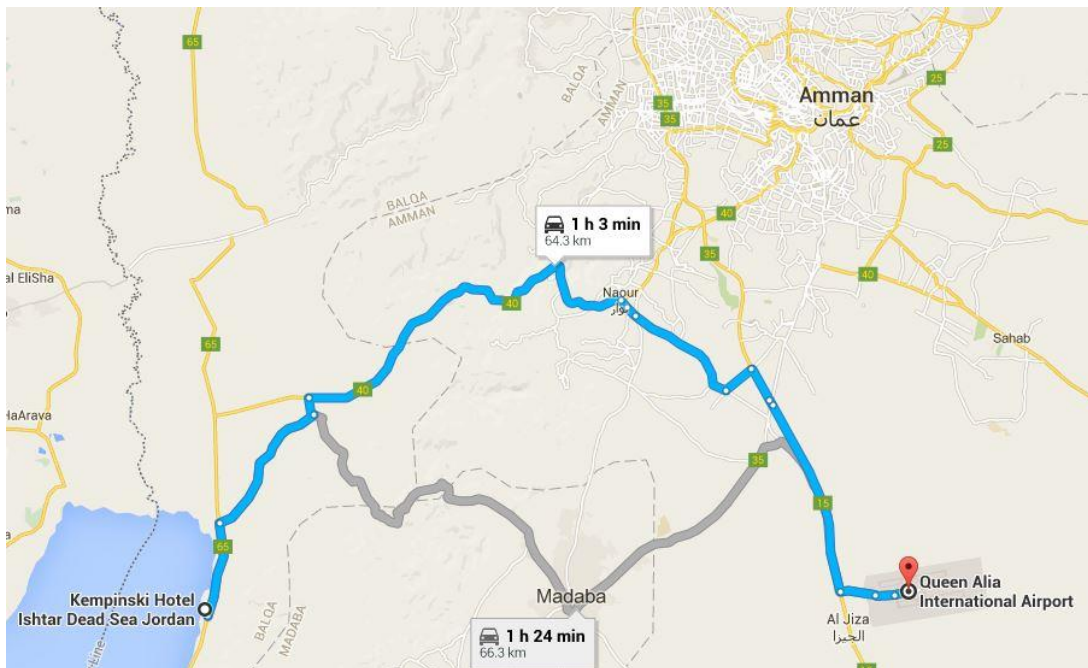 65
BALQA
AMMAN
35
35
Amman
عمان
25
25
BALQA
AMMAN
1 h 3 min
64.3 km
40
35
40
al EliSha
Naour
ناعور
40
Sahab
65
40
HaArava
35
15
65
Kempinski Hotel
Ishtar Dead Sea Jordan
BALQA
MADABA
Madaba
Queen Alia
International Airport
Al Jiza
الجيزا
1 h 24 min
66.3 km